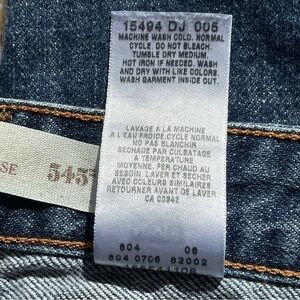 15494 DJ 005
MACHINE WASH COLD. NORMAL
CYCLE. DO NOT BLEACH.
TUMBLE DRY MEDIUM.
HOT IRON IF NEEDED. WASH
AND DRY WITH LIKE COLORS.
WASH GARMENT INSIDE OUT.
LAVAGE A LA MACHINE
A L'EAU FROIDE.CYCLE NORMAL
NO PAS BLANCHIR
SECHAGE PAR CULBATAGE
A TEMPERATURE
MOYENNE. FER CHAUD AU
BESOIN. LAVER ET SECHER
AVEC COULEURS SIMILAIRES
RETOURNER AVANT DE LAVER
CA 00342
SE 543
604 06
604 0706 62002